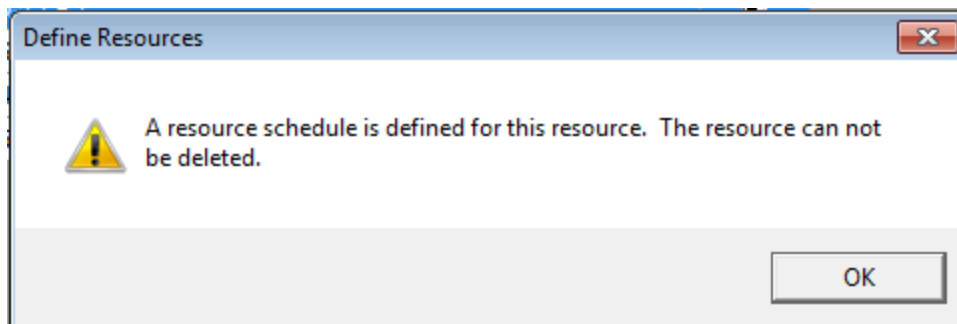 Define Resources
A resource schedule is defined for this resource.  The resource can not
be deleted.
OK